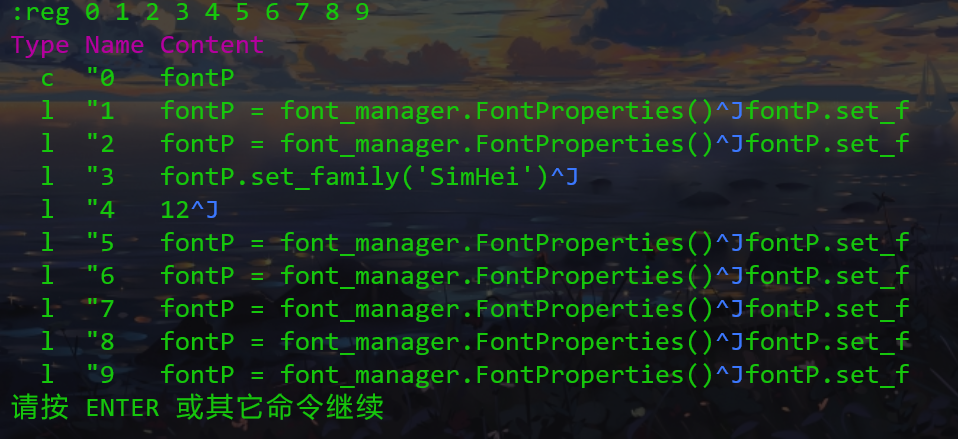 :reg 0 1 2 3 4 5 6 7 8 9
Type Name Content
  c  "0   fontP
  l  "1   fontP = font_manager.FontProperties()^JfontP.set_f
  l  "2   fontP = font_manager.FontProperties()^JfontP.set_f
  l  "3   fontP.set_family('SimHei')^J
  l  "4   12^J
  l  "5   fontP = font_manager.FontProperties()^JfontP.set_f
  l  "6   fontP = font_manager.FontProperties()^JfontP.set_f
  l  "7   fontP = font_manager.FontProperties()^JfontP.set_f
  l  "8   fontP = font_manager.FontProperties()^JfontP.set_f
  l  "9   fontP = font_manager.FontProperties()^JfontP.set_f
请按 ENTER 或其它命令继续